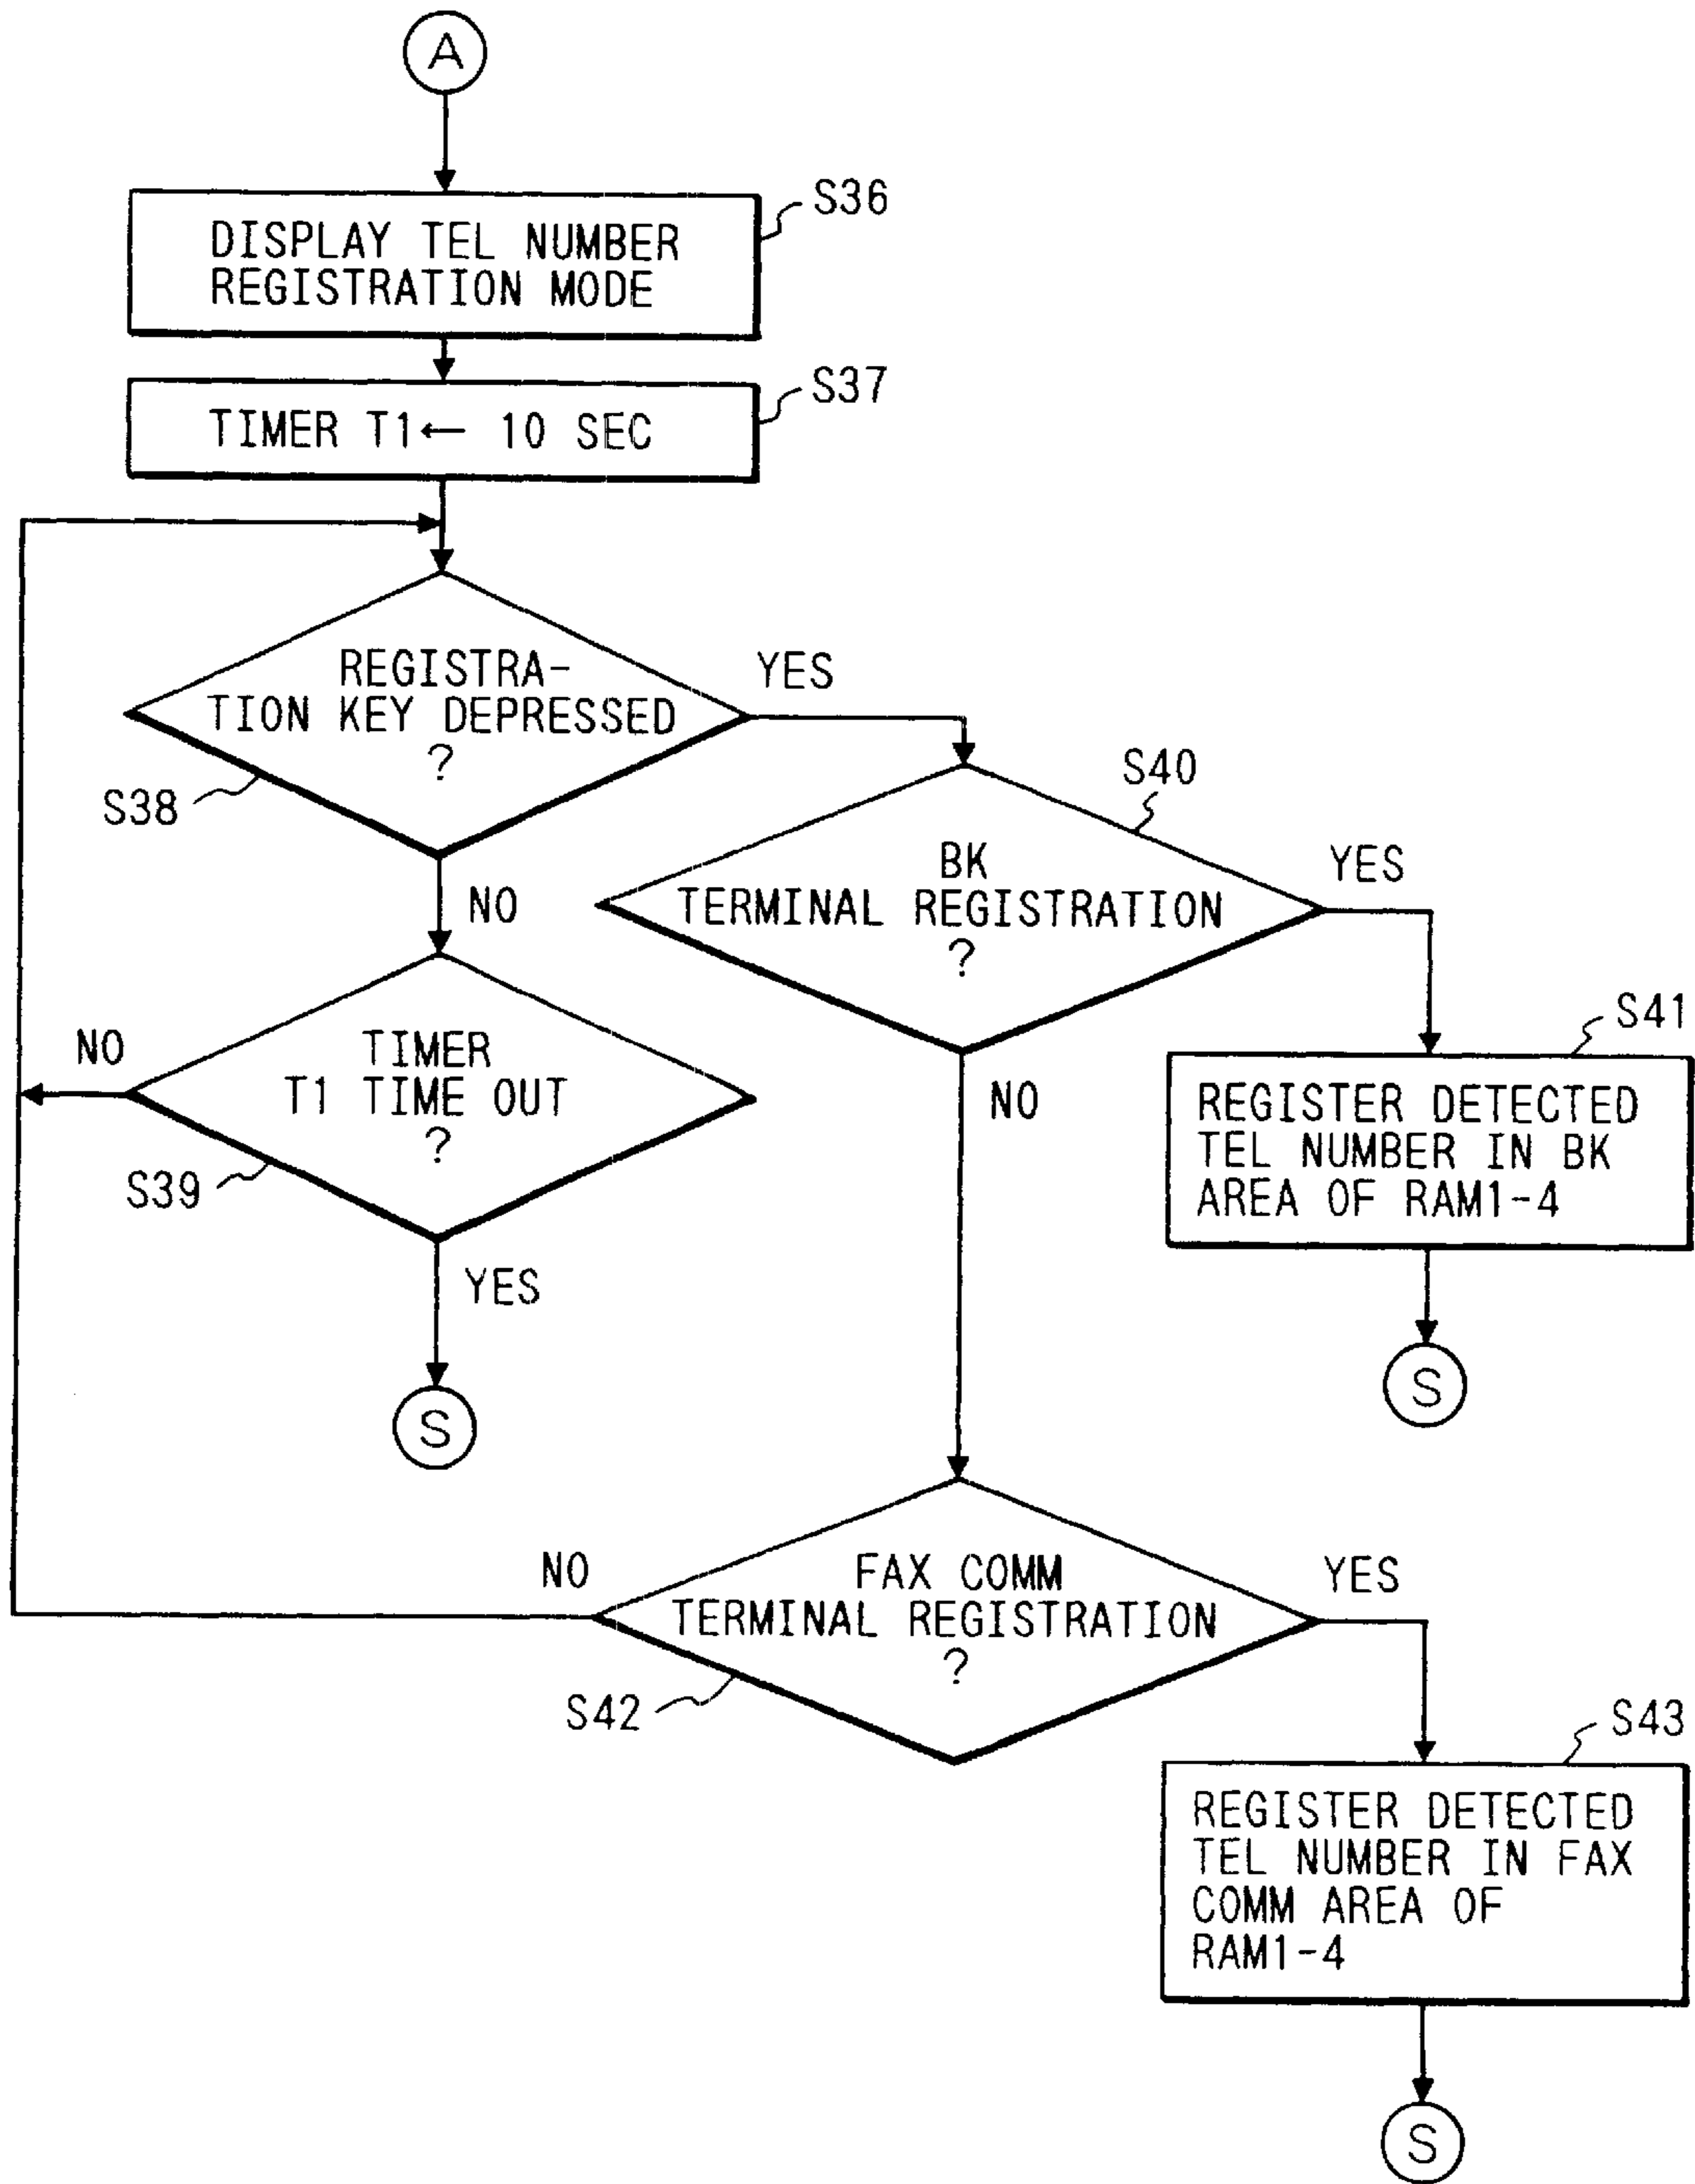 A
S36
DISPLAY TEL NUMBER
REGISTRATION MODE
S37
TIMER T1← 10 SEC
REGISTRA-
TION KEY DEPRESSED
?
YES
S38
NO
S40
BK
TERMINAL REGISTRATION
?
YES
NO
TIMER
T1 TIME OUT
?
NO
S39
YES
S
S41
REGISTER DETECTED
TEL NUMBER IN BK
AREA OF RAM1-4
S
NO
FAX COMM
TERMINAL REGISTRATION
?
YES
S42
S43
REGISTER DETECTED
TEL NUMBER IN FAX
COMM AREA OF
RAM1-4
S